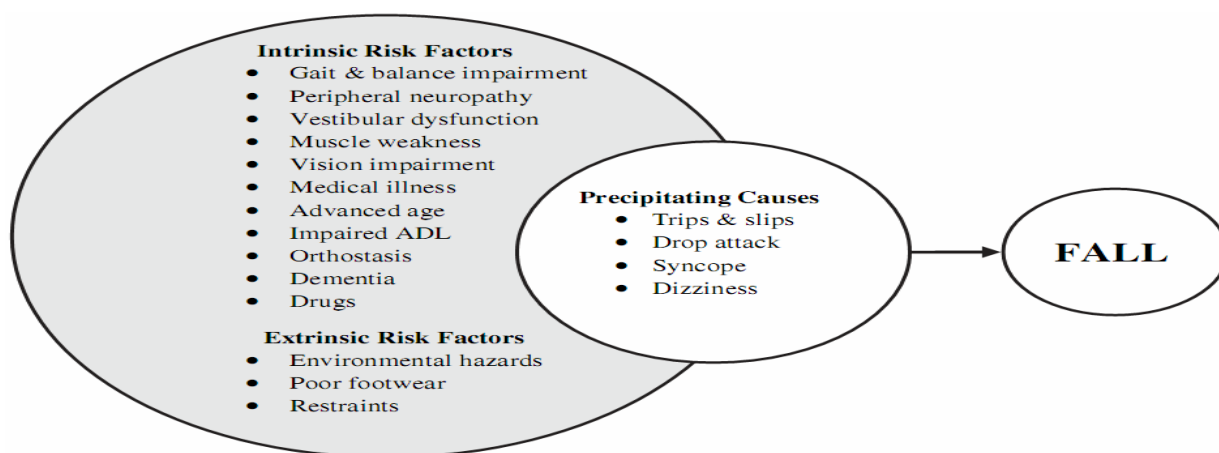 Intrinsic Risk Factors
• Gait & balance impairment
• Peripheral neuropathy
• Vestibular dysfunction
• Muscle weakness
• Vision impairment
• Medical illness
• Advanced age
• Impaired ADL
• Orthostasis
• Dementia
• Drugs
Extrinsic Risk Factors
• Environmental hazards
• Poor footwear
• Restraints
Precipitating Causes
• Trips & slips
• Drop attack
• Syncope
• Dizziness
FALL